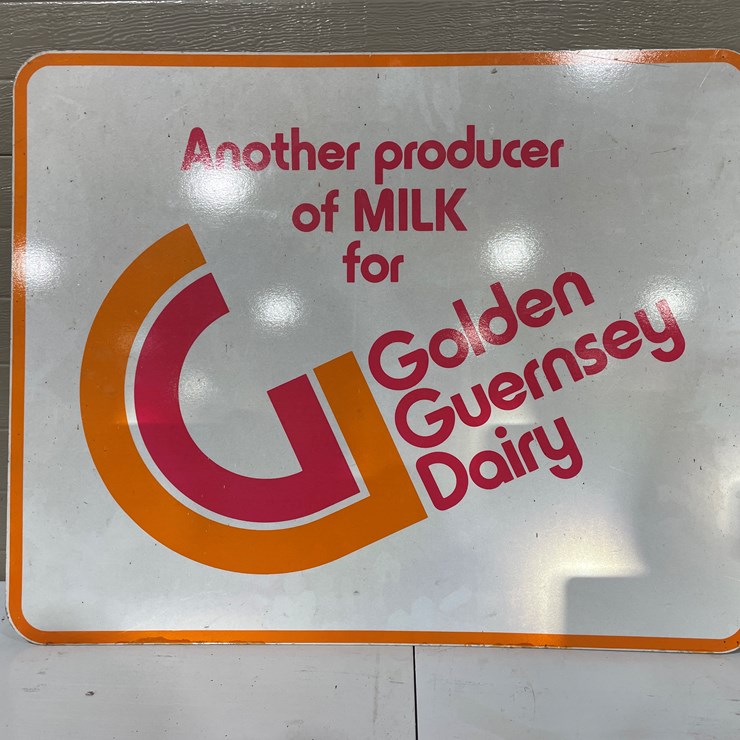 Another producer
of MILK
for
Golden
Guernsey
Dairy